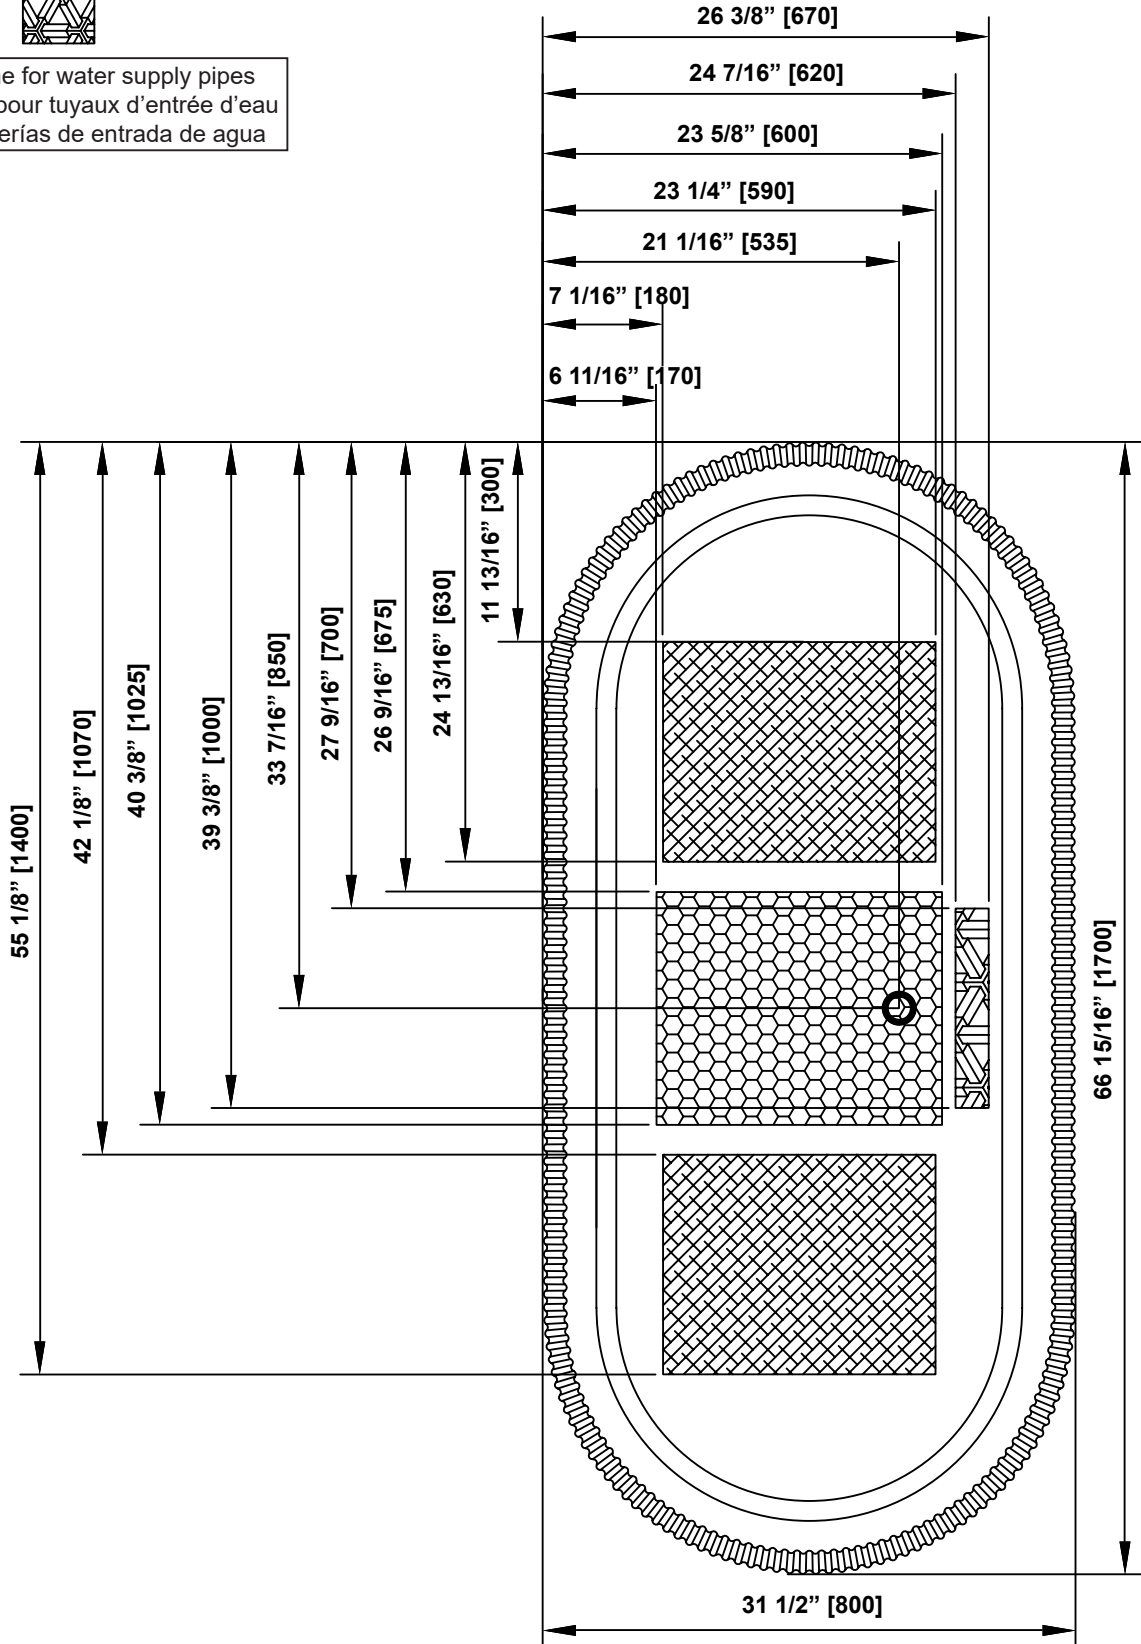 for water supply pipes
pour tuyaux d’entrée d’eau
de entrada de agua
26 3/8” [670]
24 7/16” [620]
23 5/8” [600]
23 1/4” [590]
21 1/16” [535]
7 1/16” [180]
6 11/16” [170]
11 13/16” [300]
24 13/16” [630]
26 9/16” [675]
27 9/16” [700]
33 7/16” [850]
39 3/8” [1000]
40 3/8” [1025]
42 1/8” [1070]
55 1/8” [1400]
66 15/16” [1700]
31 1/2” [800]